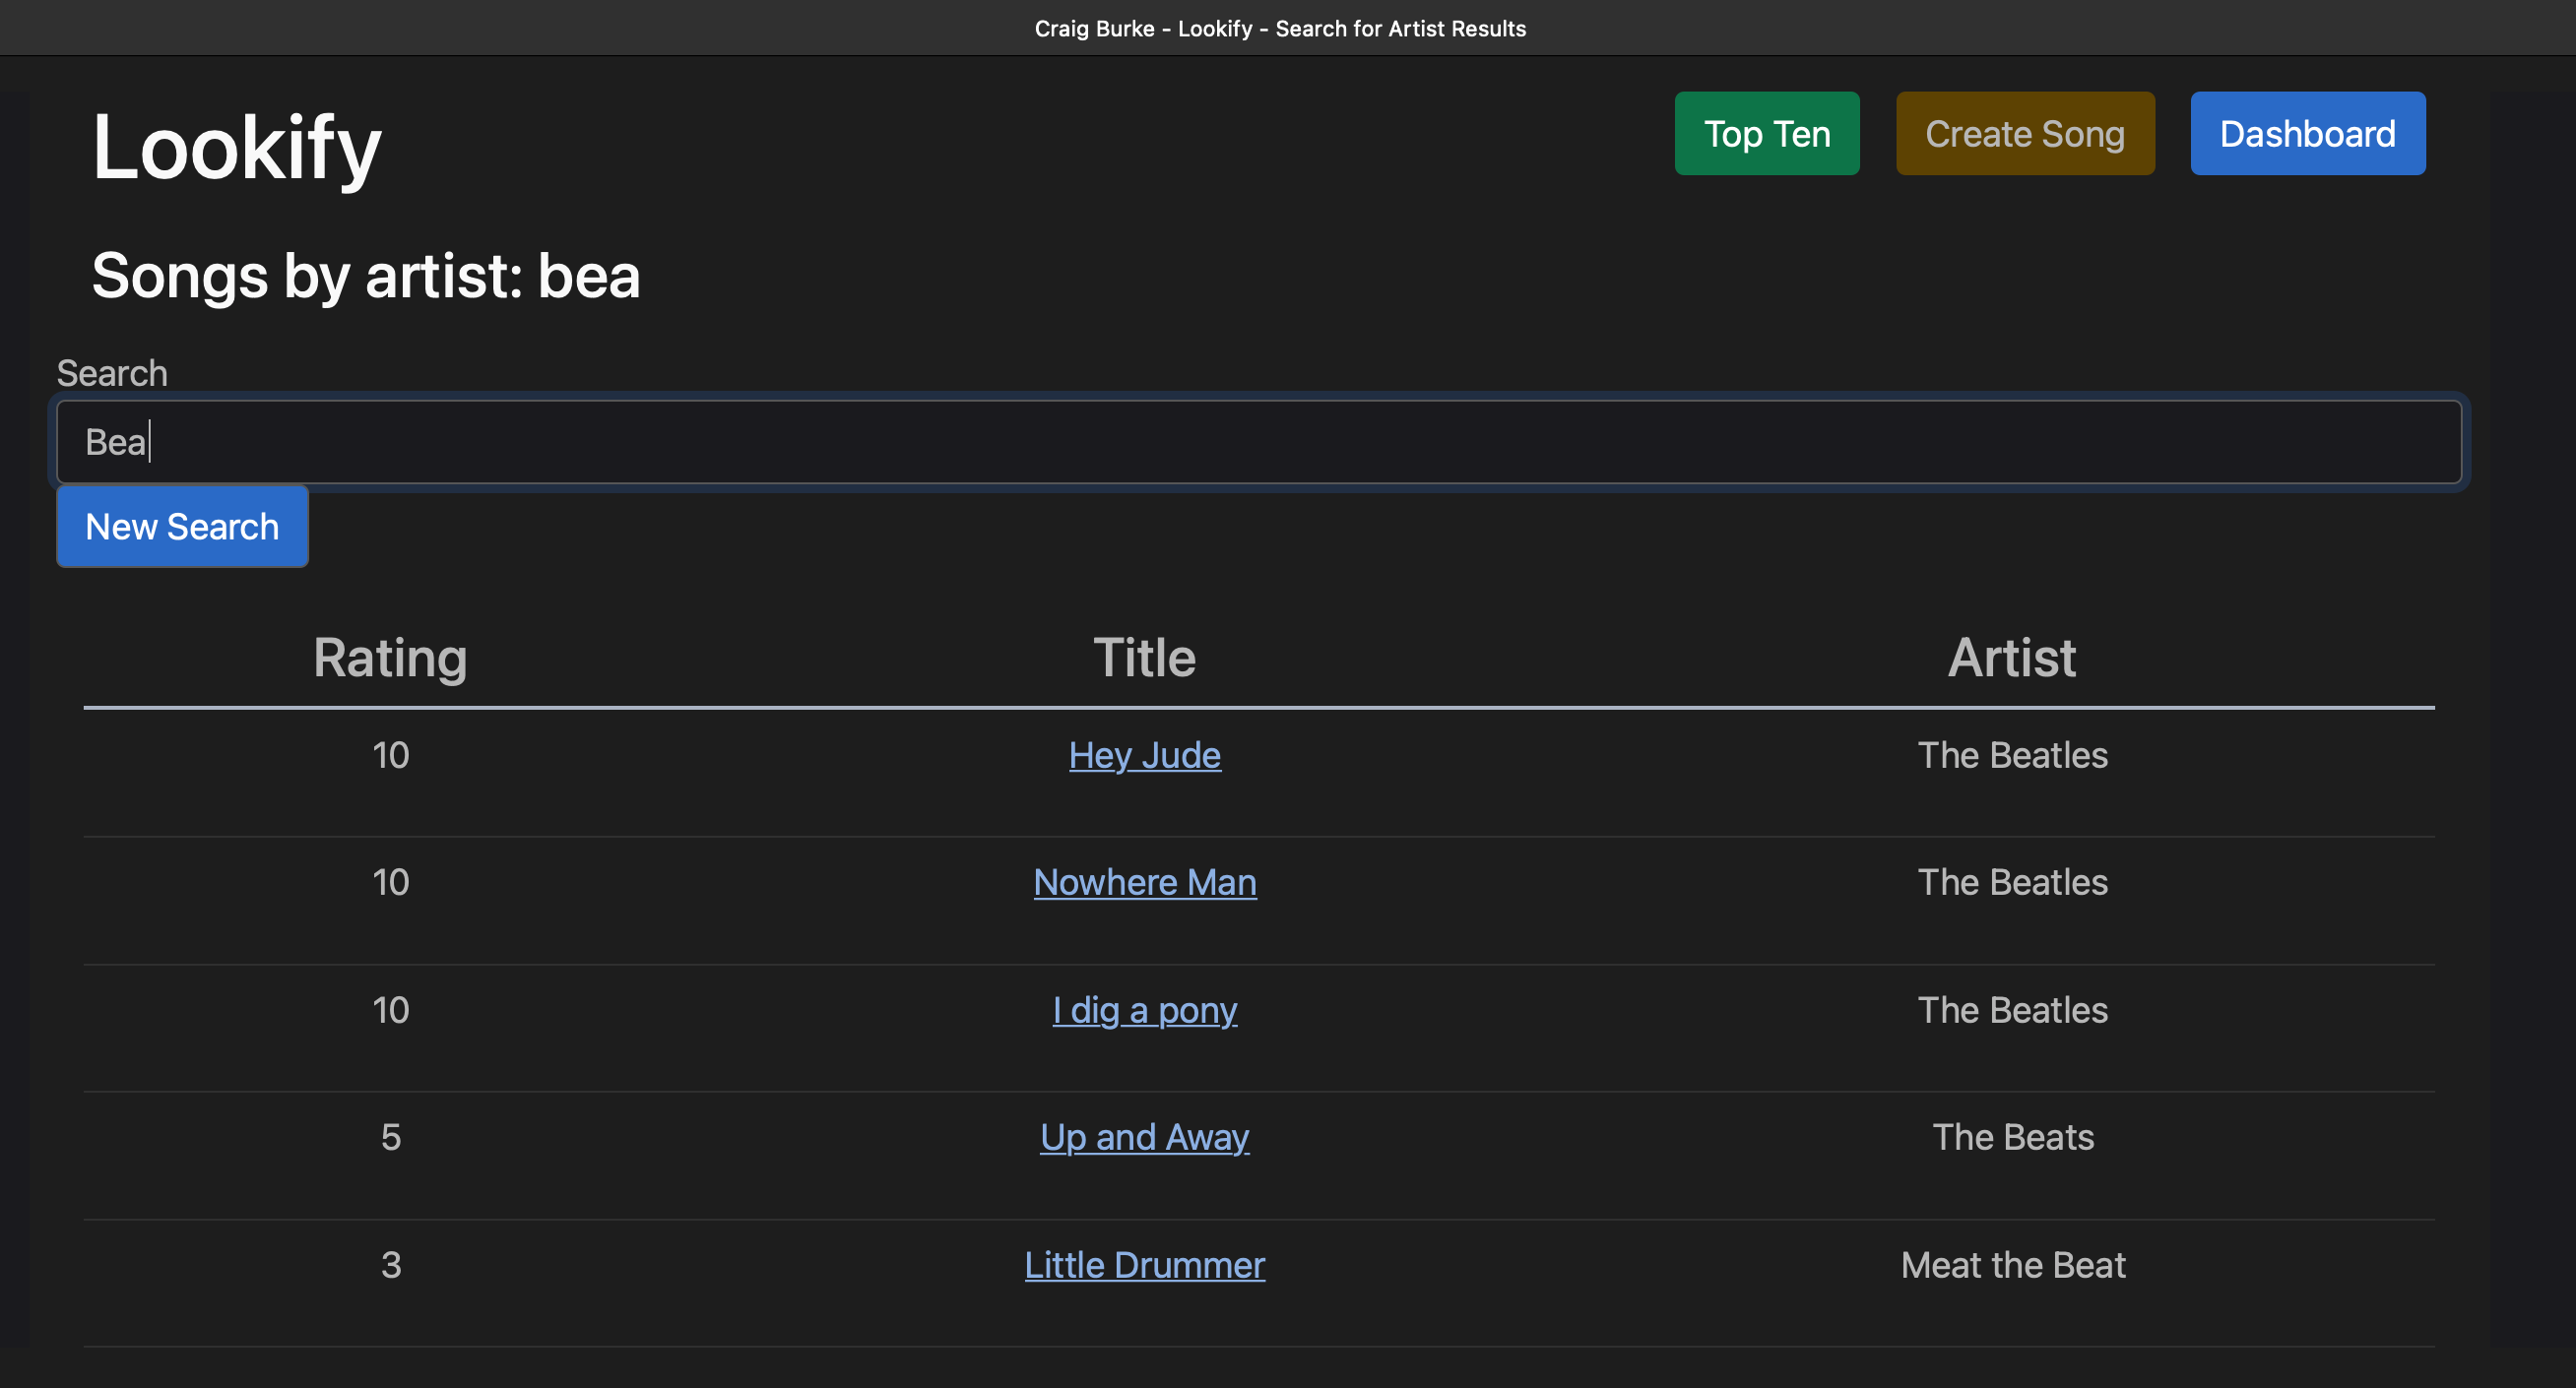 Craig Burke - Lookify - Search for Artist Results
Lookify
Top Ten
Create Song
Dashboard
Songs by artist: bea
Search
Bea
New Search
Rating Title Artist
10 Hey Jude The Beatles
10 Nowhere Man The Beatles
10 I dig a pony The Beatles
5 Up and Away The Beats
3 Little Drummer Meat the Beat